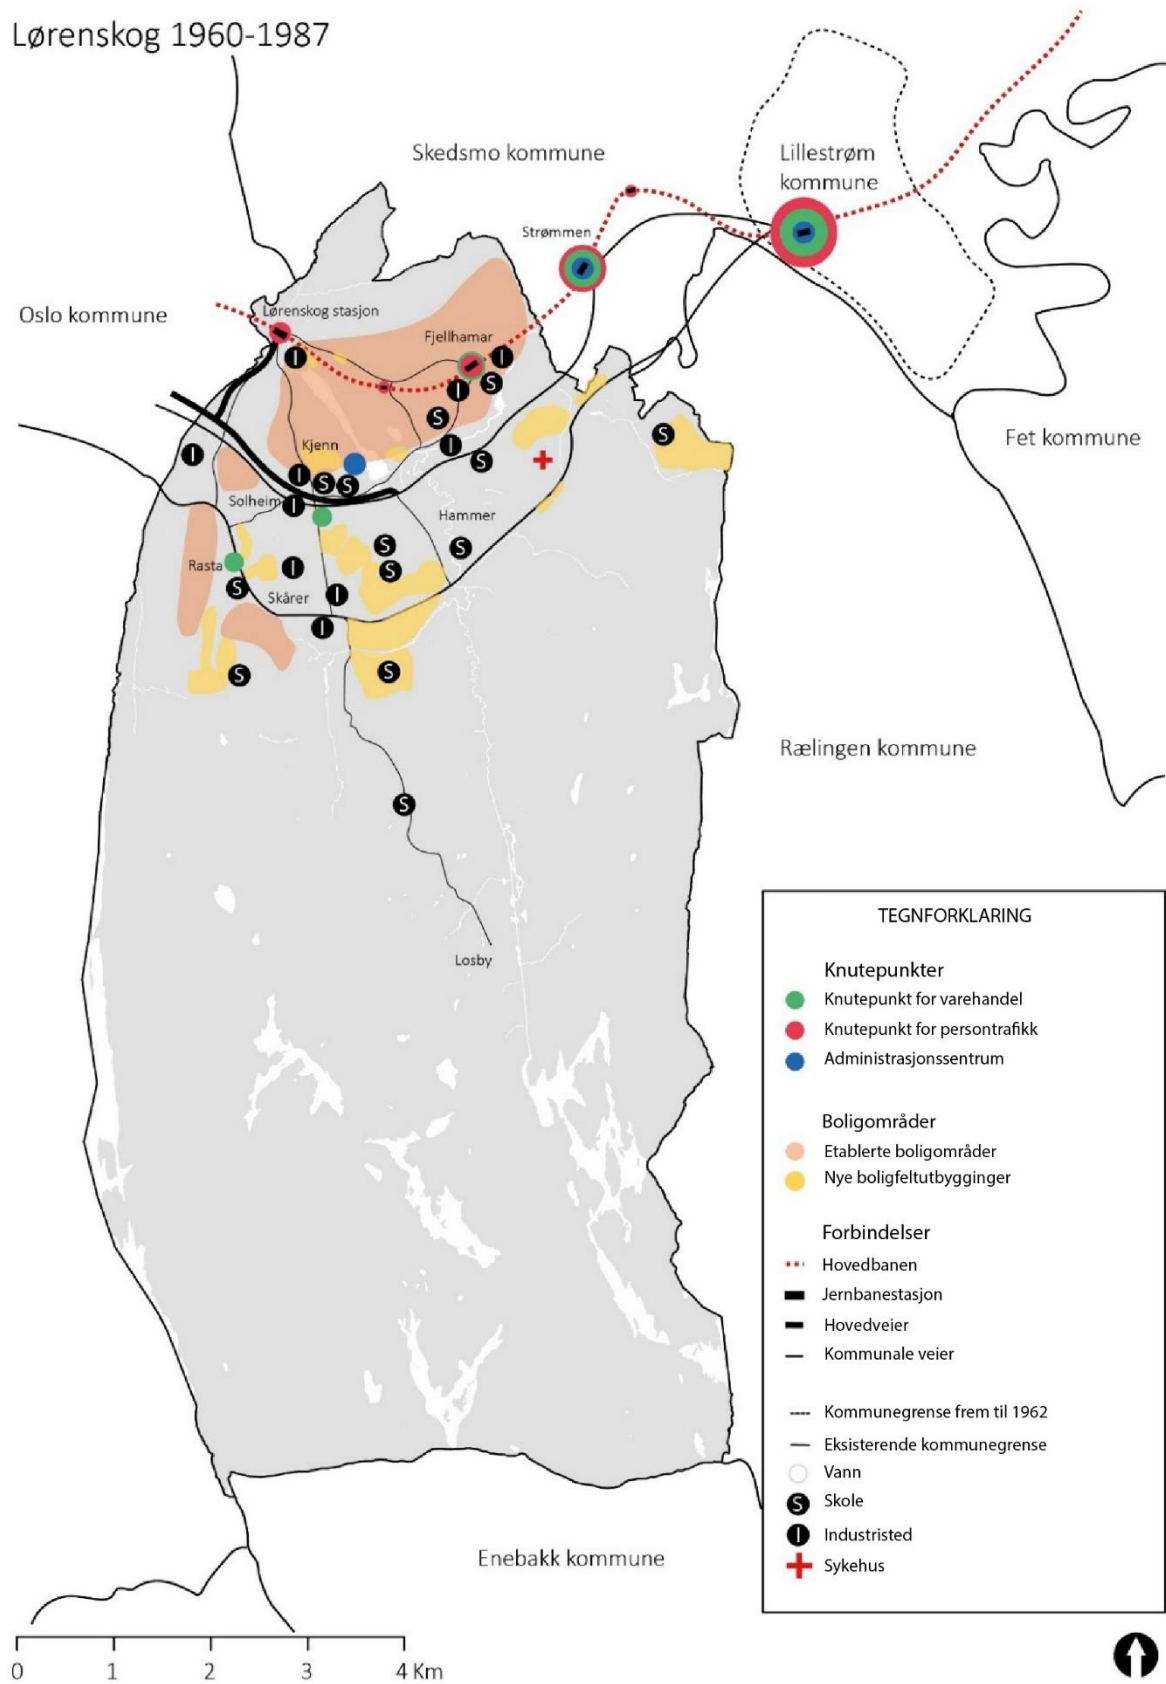 Lørenskog 1960-1987
Skedsmo kommune
Lillestrøm
kommune
Strømmen
Oslo kommune
Lørenskog stasjon
Fjellhamar
I
I
S
I
S
Fet kommune
Kjenn
I
S
I
S
I
S
S
Solheim
I
Hammer
S
S
Rasta
I
S
S
I
Skårer
I
S
S
Rælingen kommune
S
Losby
TEGNFORKLARING
Knutepunkter
Knutepunkt for varehandel
Knutepunkt for persontrafikk
Administrasjonssentrum
Boligområder
Etablerte boligområder
Nye boligfeltutbygginger
Forbindelser
Hovedbanen
Jernbanestasjon
Hovedveier
Kommunale veier
Kommunegrense frem til 1962
Eksisterende kommunegrense
Vann
S Skole
I Industristed
Sykehus
Enebakk kommune
0 1 2 3 4 Km